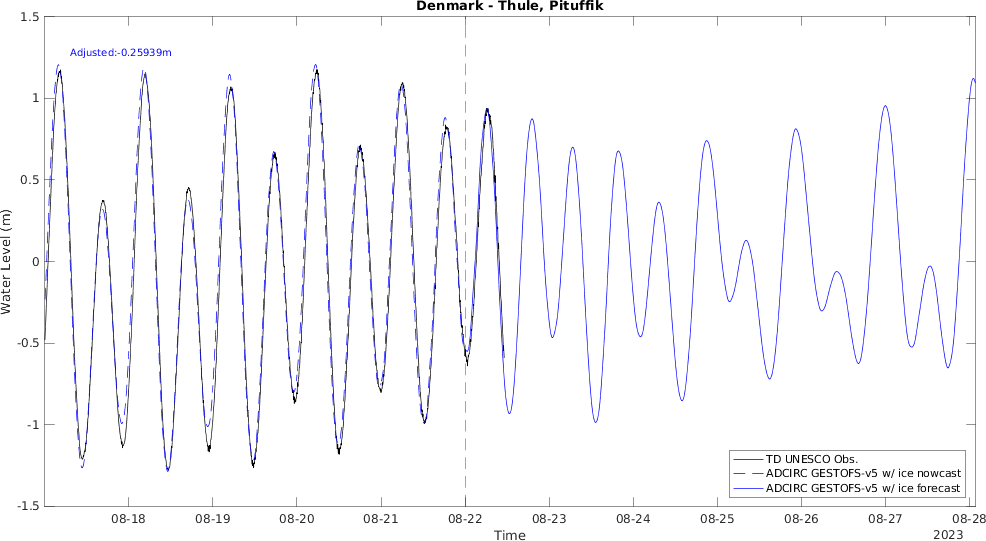 Denmark - Thule, Pituffik
Adjusted:-0.25939m
Water Level (m)
1.5
1
0.5
0
-0.5
-1
-1.5
TD UNESCO Obs.
ADCIRC GESTOFS-v5 w/ ice nowcast
ADCIRC GESTOFS-v5 w/ ice forecast
08-18 08-19 08-20 08-21 08-22 08-23 08-24 08-25 08-26 08-27 08-28
Time
2023